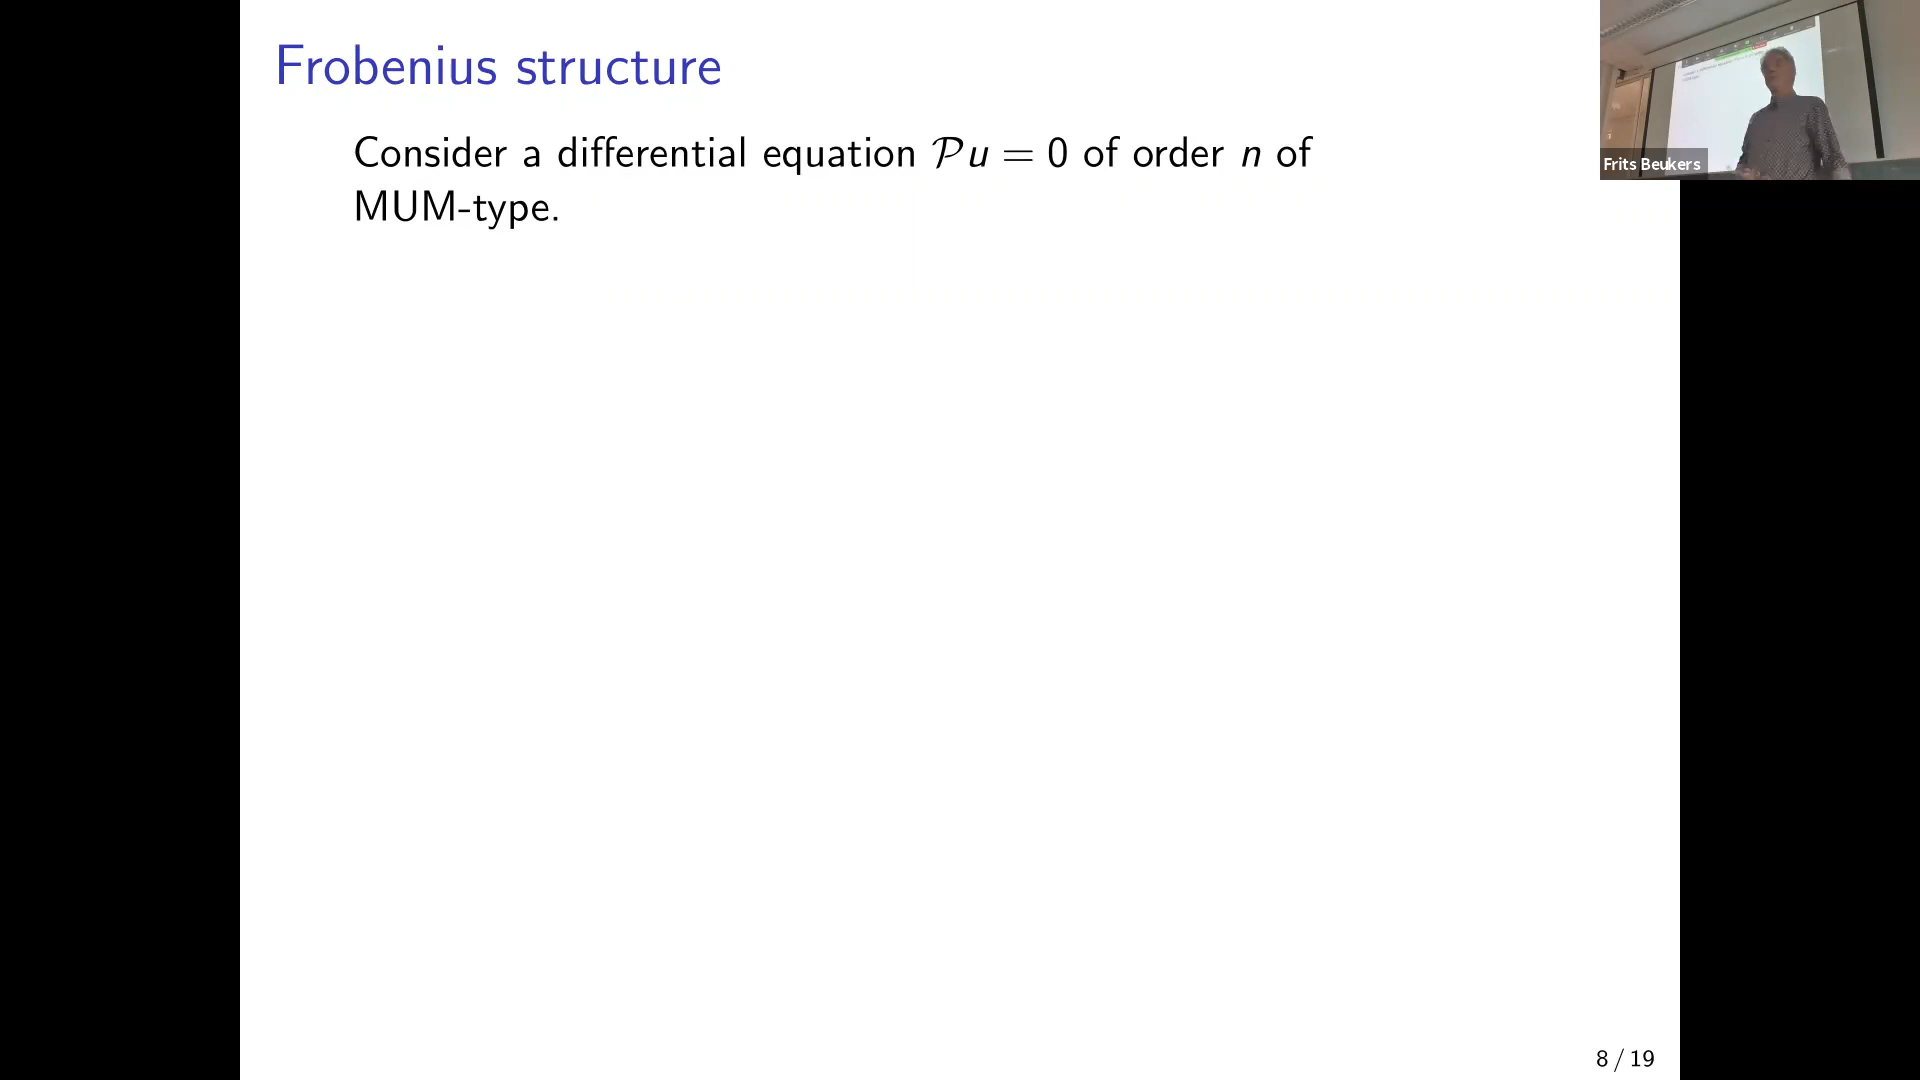 Frobenius structure
Consider a differential equation 𝒫u = 0 of order n of
MUM-type.
Frits Beukers
8 / 19